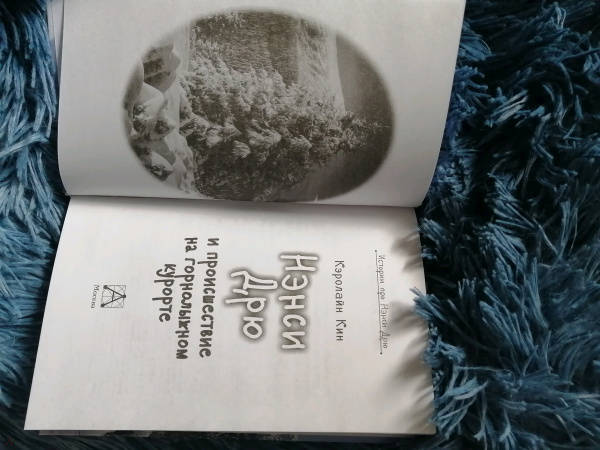 Истории про Нэнси Дрю
Кэролайн Кин
Нэнси
Дрю
и происшествие
на горнолыжном
курорте
Москва